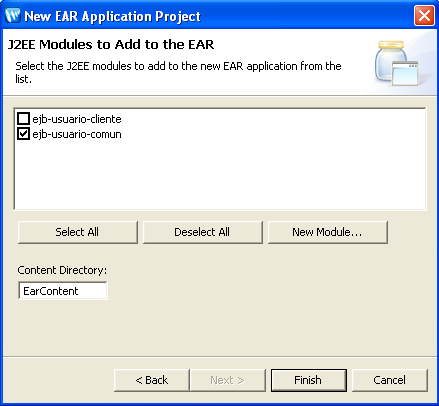 New EAR Application Project
J2EE Modules to Add to the EAR
Select the J2EE modules to add to the new EAR application from the
list.
ejb-usuario-cliente
ejb-usuario-comun
Select All
Deselect All
New Module...
Content Directory:
EarContent
< Back
Next >
Finish
Cancel